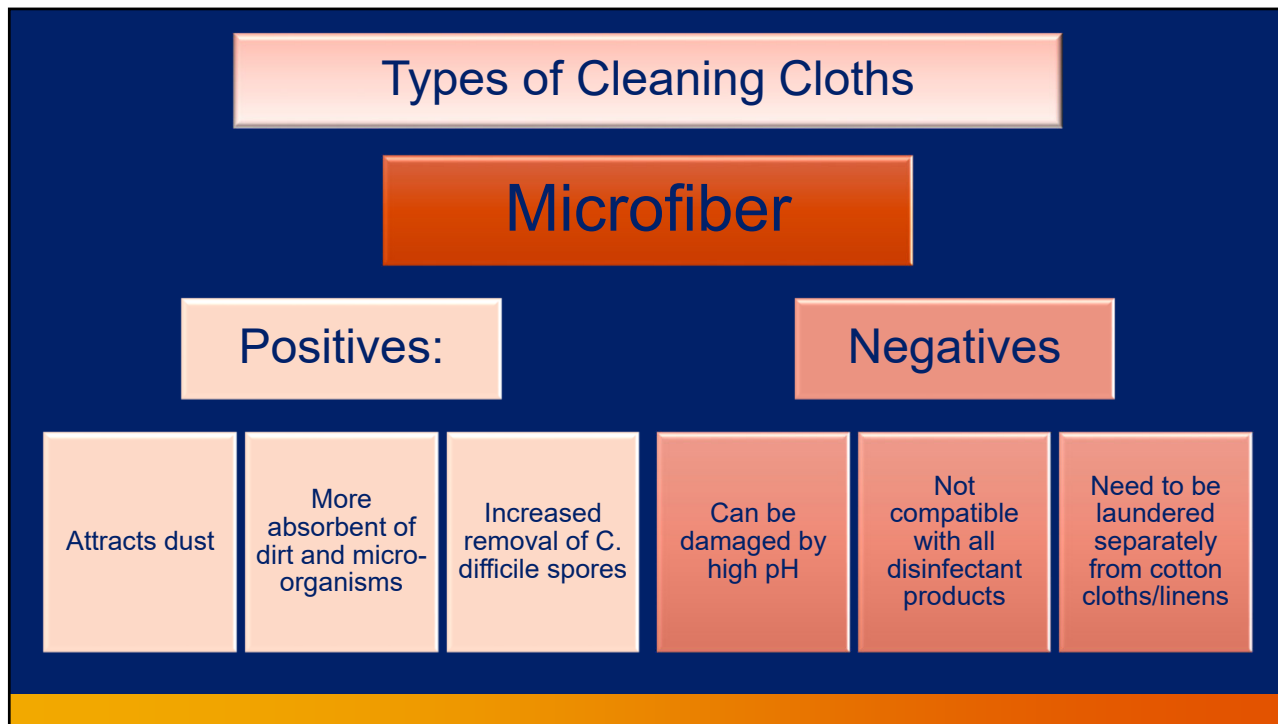 Types of Cleaning Cloths
Microfiber
Positives:
Negatives
Attracts dust
More
absorbent of
dirt and micro-
organisms
Increased
removal of C.
difficile spores
Can be
damaged by
high pH
Not
compatible
with all
disinfectant
products
Need to be
laundered
separately
from cotton
cloths/linens